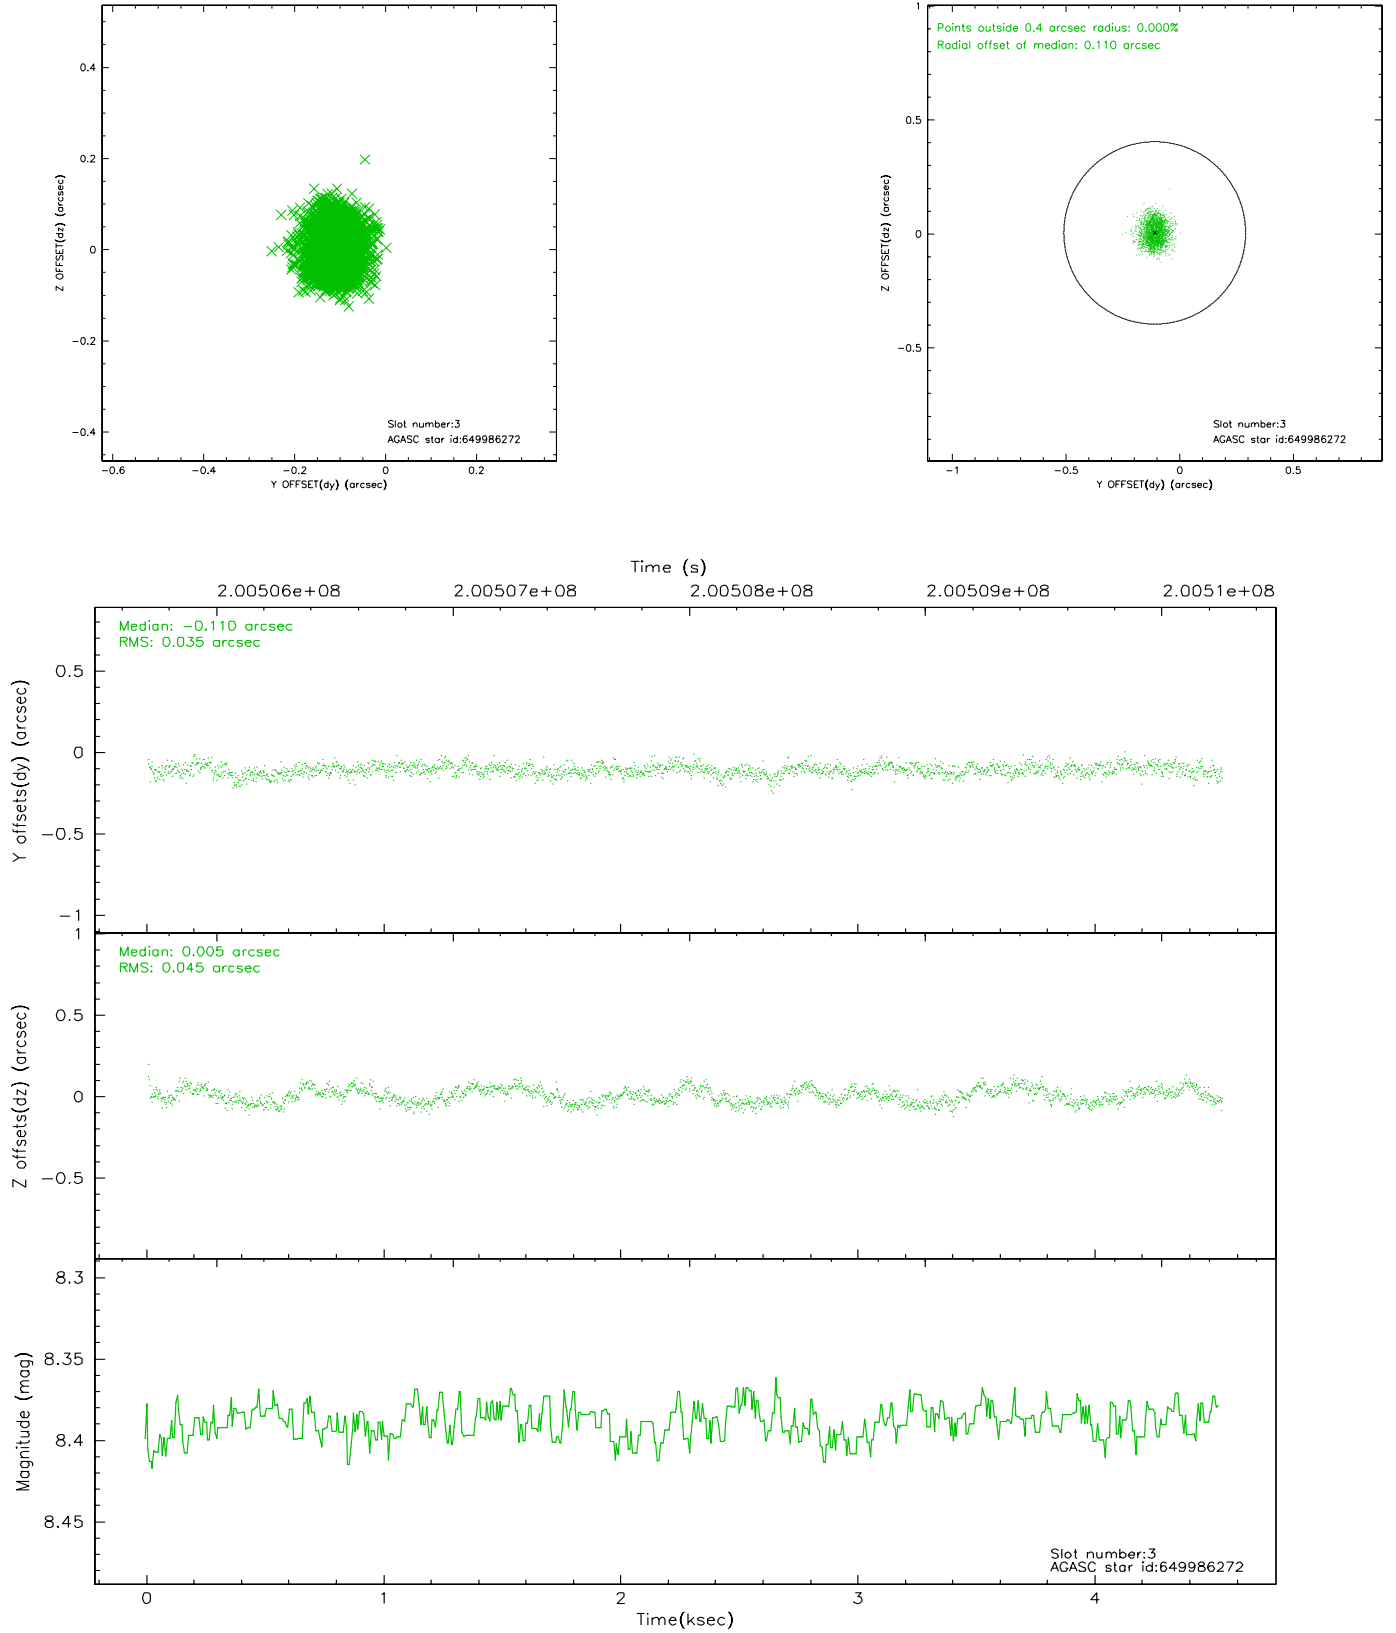 0.4
0.2
0
-0.2
-0.4
Z OFFSET(dz) (arcsec)
Slot number:3
AGASC star id:649986272
-0.6 -0.4 -0.2 0 0.2
Y OFFSET(dy) (arcsec)
Points outside 0.4 arcsec radius: 0.000%
Radial offset of median: 0.110 arcsec
1
0.5
0
-0.5
Z OFFSET(dz) (arcsec)
Slot number:3
AGASC star id:649986272
-1 -0.5 0 0.5
Y OFFSET(dy) (arcsec)
Time (s)
2.00506e+08 2.00507e+08 2.00508e+08 2.00509e+08 2.0051e+08
Median: -0.110 arcsec
RMS: 0.035 arcsec
0.5
0
-0.5
-1
Y offsets(dy) (arcsec)
Median: 0.005 arcsec
RMS: 0.045 arcsec
1
0.5
0
-0.5
Z offsets(dz) (arcsec)
8.3
8.35
8.4
8.45
Magnitude (mag)
Slot number:3
AGASC star id:649986272
0 1 2 3 4
Time(ksec)